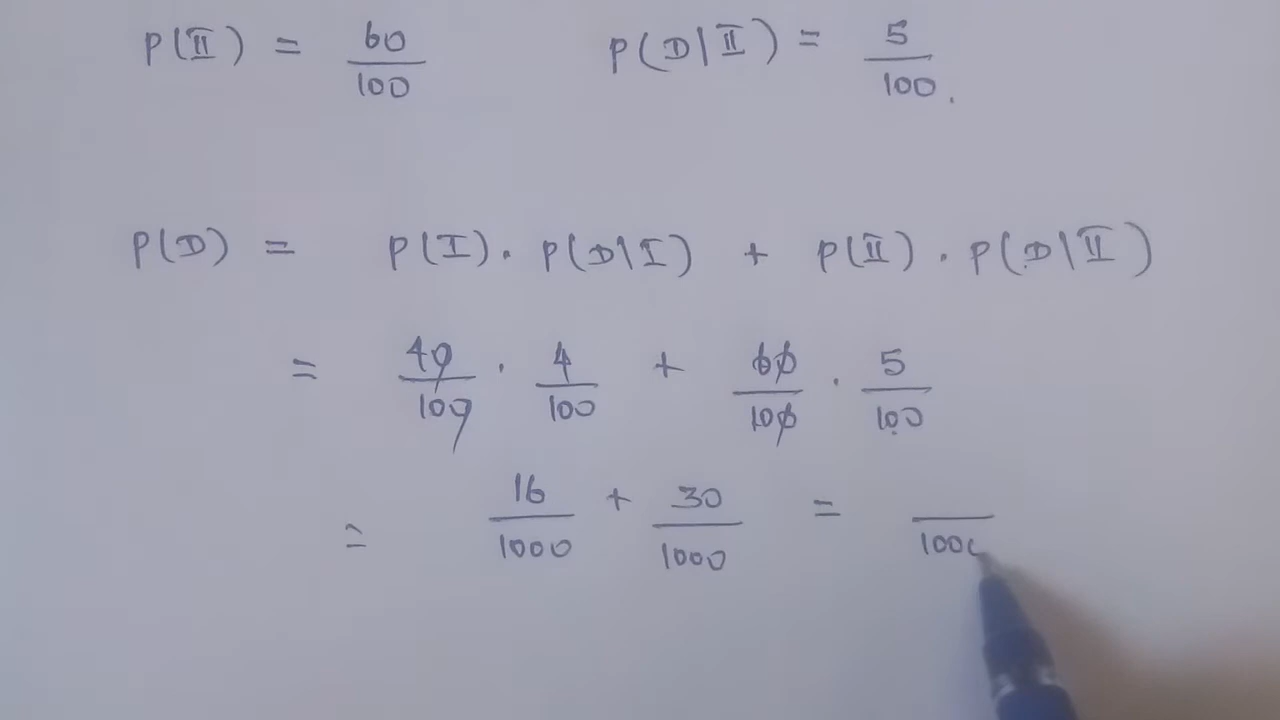 P(II) = 60/100 P(D|II) = 5/100.
P(D) = P(I). P(D|I) + P(II). P(D|II)
= 40/100 . 4/100 + 60/100 . 5/100
= 16/1000 + 30/1000 = /1000